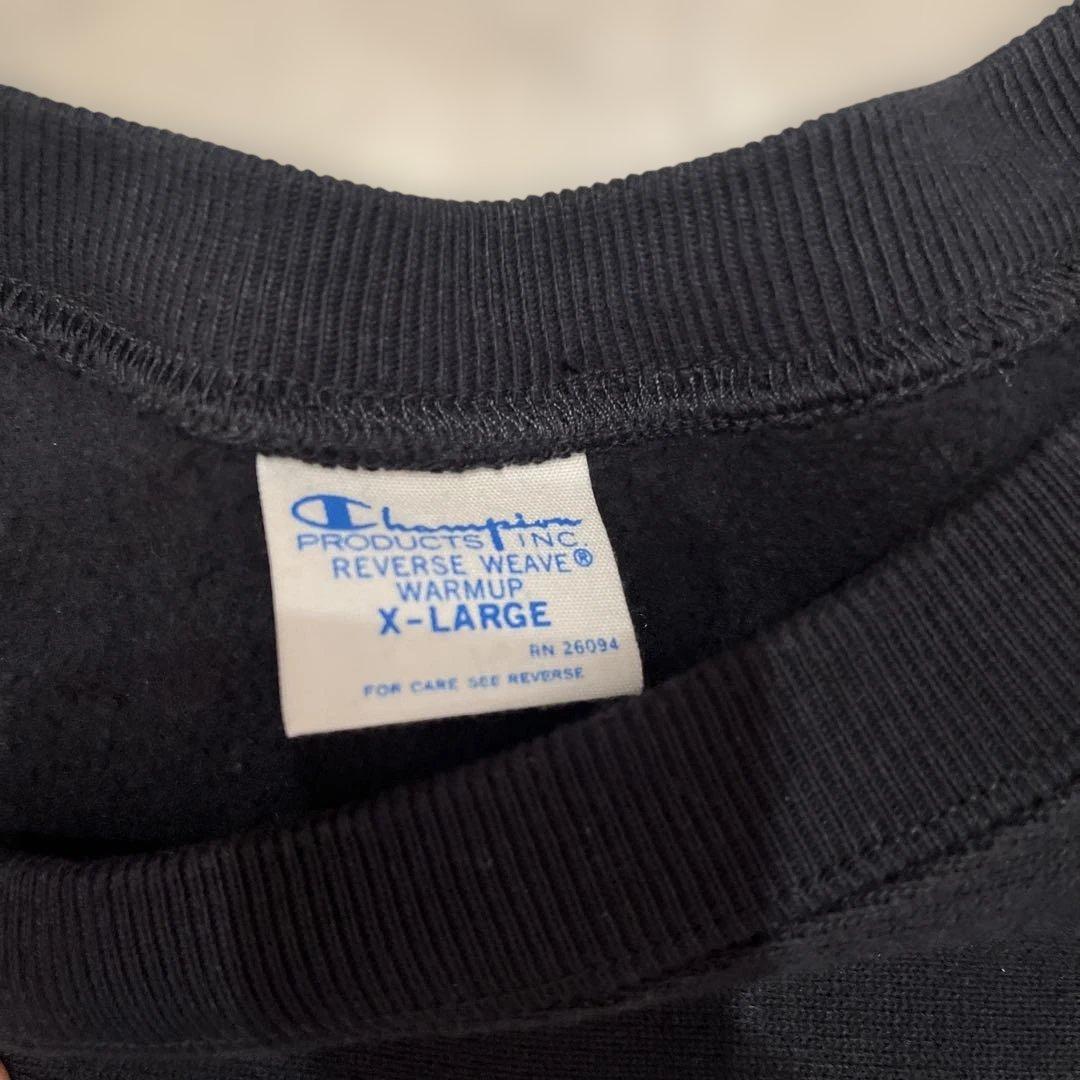 Champion
PRODUCTS INC.
REVERSE WEAVE®
WARMUP
X-LARGE
RN 26094
FOR CARE SEE REVERSE